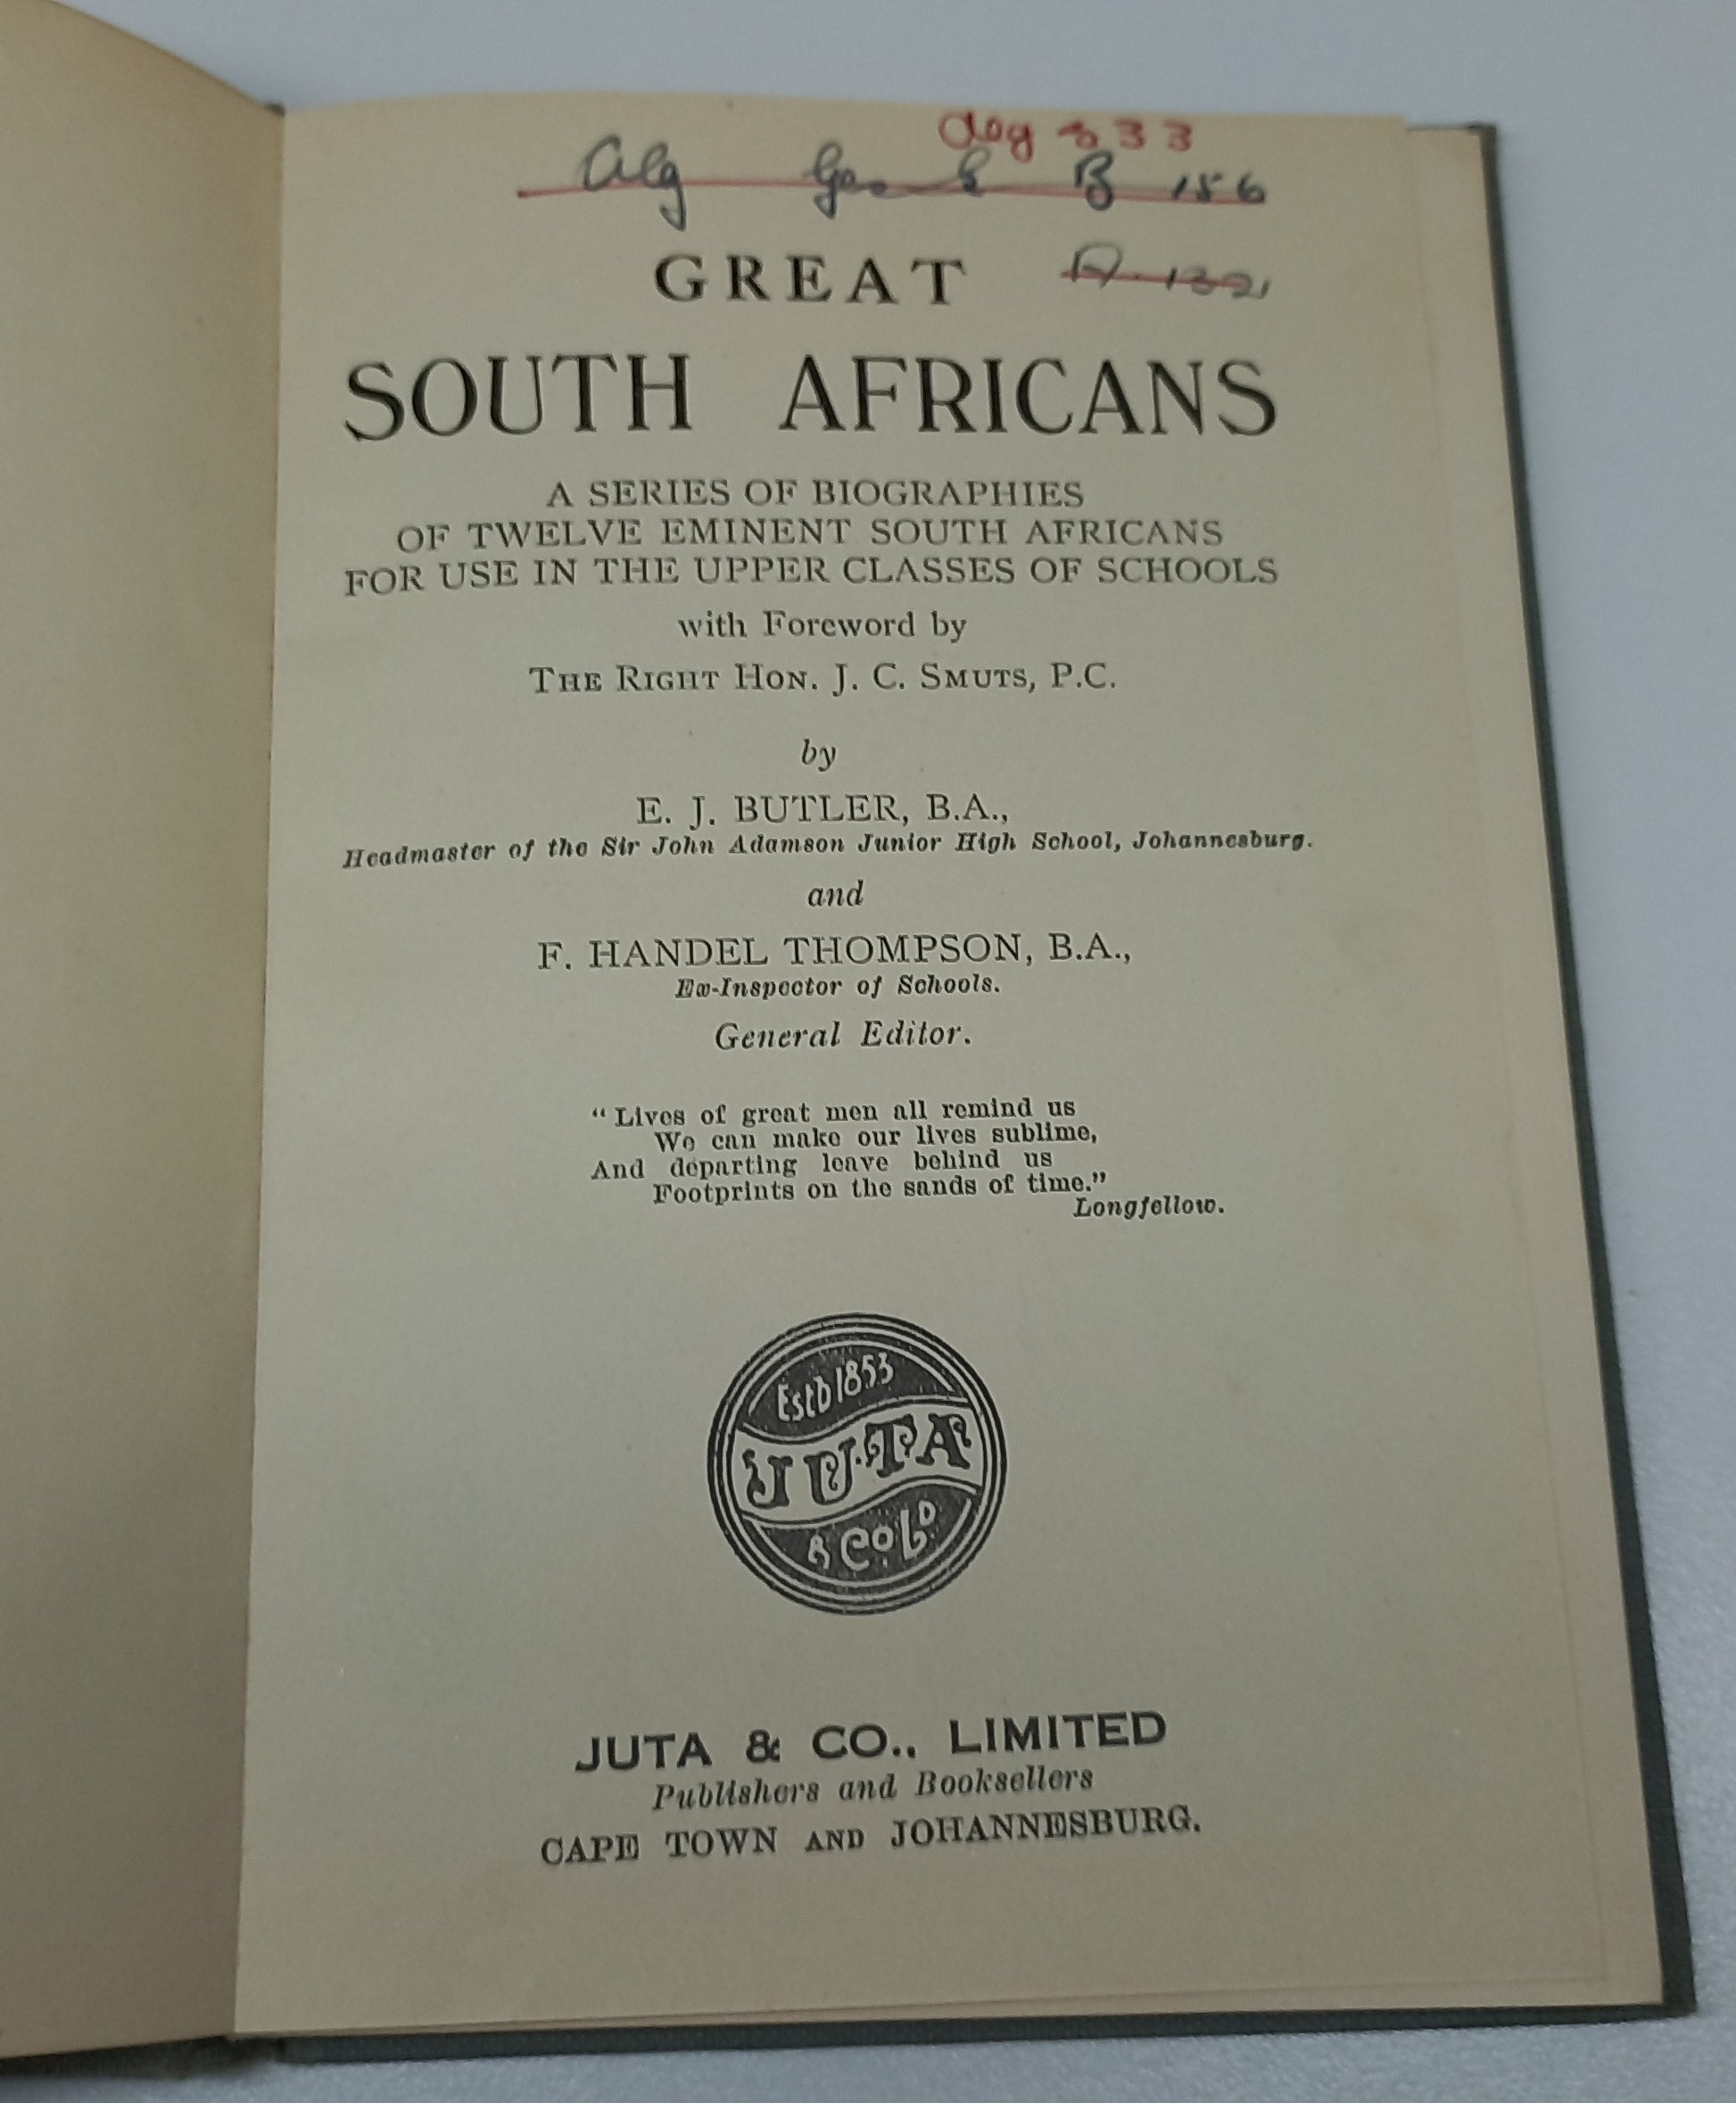 Alg 833
Alg B 156
GREAT
SOUTH AFRICANS
A SERIES OF BIOGRAPHIES
OF TWELVE EMINENT SOUTH AFRICANS
FOR USE IN THE UPPER CLASSES OF SCHOOLS
with Foreword by
THE RIGHT HON. J. C. SMUTS, P.C.
by
E. J. BUTLER, B.A.,
Headmaster of the Sir John Adamson Junior High School, Johannesburg.
and
F. HANDEL THOMPSON, B.A.,
Ex-Inspector of Schools.
General Editor.
“Lives of great men all remind us
We can make our lives sublime,
And departing leave behind us
Footprints on the sands of time.”
Longfellow.
Estd 1853
JUTA
& Co LD
JUTA & CO., LIMITED
Publishers and Booksellers
CAPE TOWN AND JOHANNESBURG.